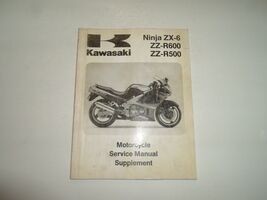 Kawasaki
Ninja ZX-6
ZZ-R600
ZZ-R500
Motorcycle
Service Manual
Supplement